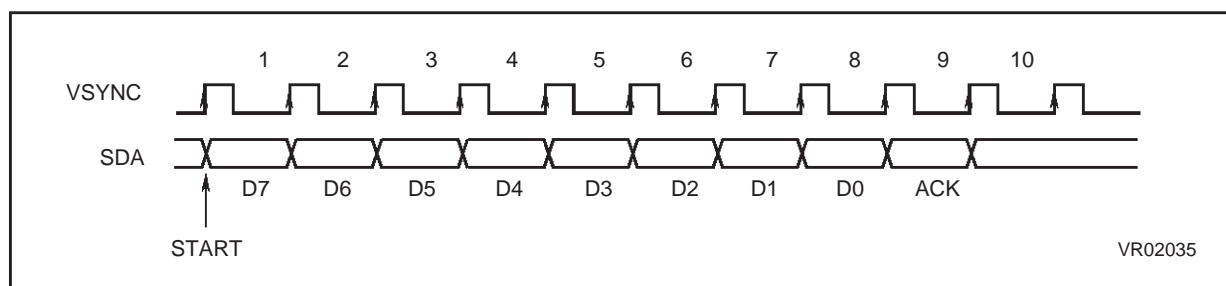 1 2 3 4 5 6 7 8 9 10
VSYNC
SDA
D7 D6 D5 D4 D3 D2 D1 D0 ACK
START
VR02035